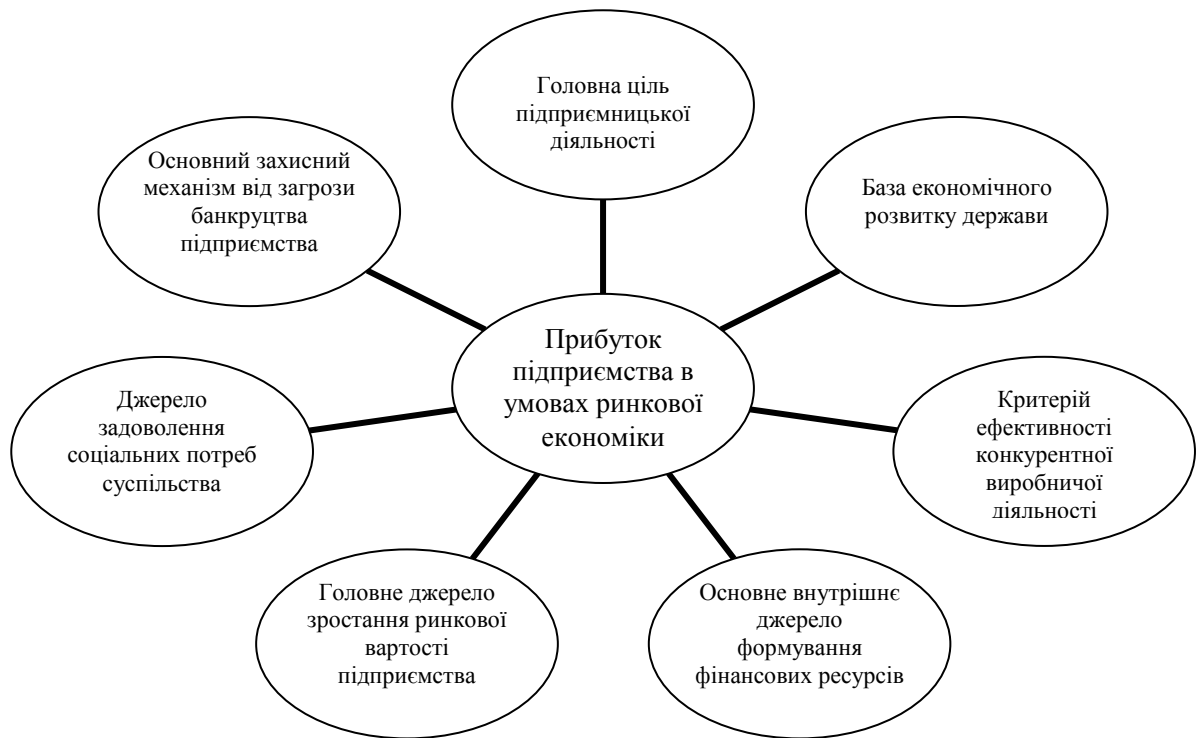 Головна ціль
підприємницької
діяльності
Основний захисний
механізм від загрози
банкруцтва
підприємства
База економічного
розвитку держави
Прибуток
підприємства в
умовах ринкової
економіки
Джерело
задоволення
соціальних потреб
суспільства
Критерій
ефективності
конкурентної
виробничої
діяльності
Головне джерело
зростання ринкової
вартості
підприємства
Основне внутрішнє
джерело
формування
фінансових ресурсів